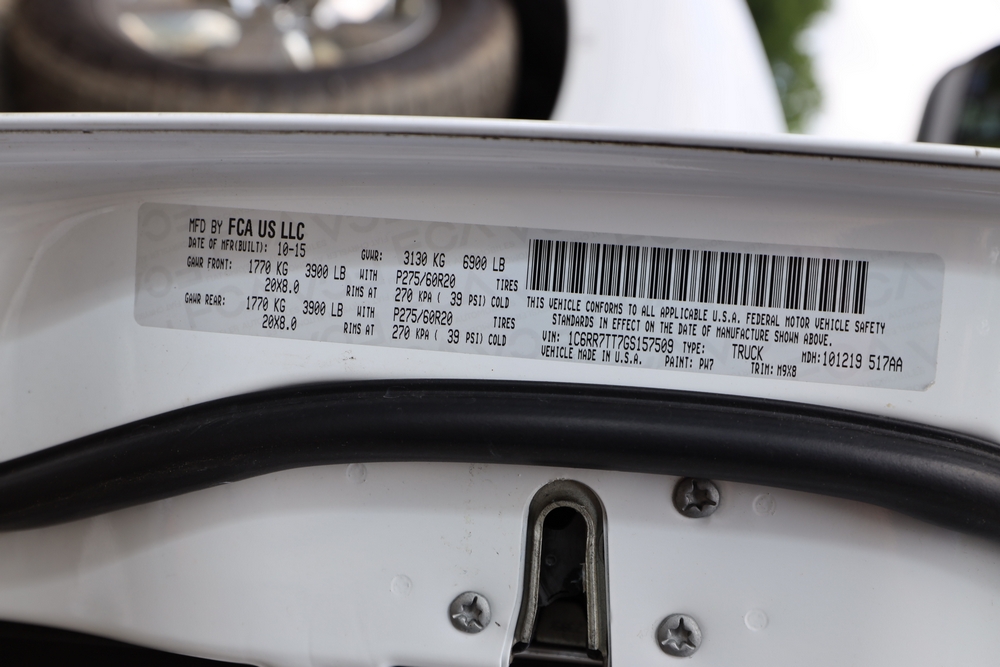 MFD BY FCA US LLC
DATE OF MFR(BUILT): 10-15 GVWR: 3130 KG 6900 LB
GAWR FRONT: 1770 KG 3900 LB WITH P275/60R20 TIRES
20X8.0 RIMS AT 270 KPA ( 39 PSI) COLD
GAWR REAR: 1770 KG 3900 LB WITH P275/60R20 TIRES
20X8.0 RIMS AT 270 KPA ( 39 PSI) COLD
THIS VEHICLE CONFORMS TO ALL APPLICABLE U.S.A. FEDERAL MOTOR VEHICLE SAFETY
STANDARDS IN EFFECT ON THE DATE OF MANUFACTURE SHOWN ABOVE.
VIN: 1C6RR7TT7GS157509 TYPE: TRUCK MDH: 101219 517AA
VEHICLE MADE IN U.S.A. PAINT: PW7 TRIM: M9X8